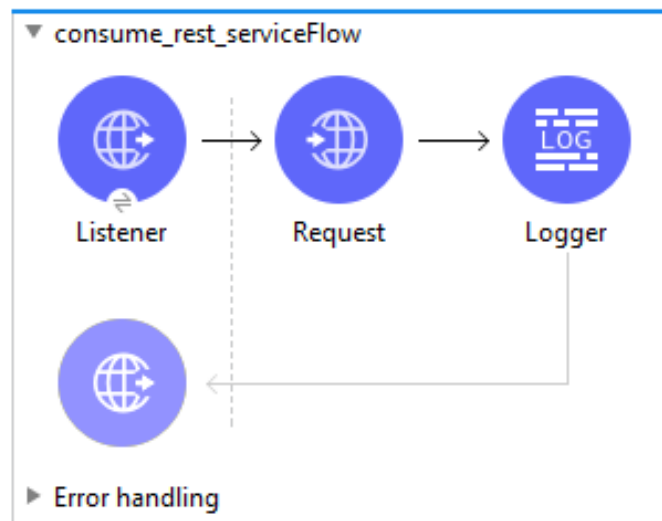 consume_rest_serviceFlow
LOG
Listener
Request
Logger
Error handling